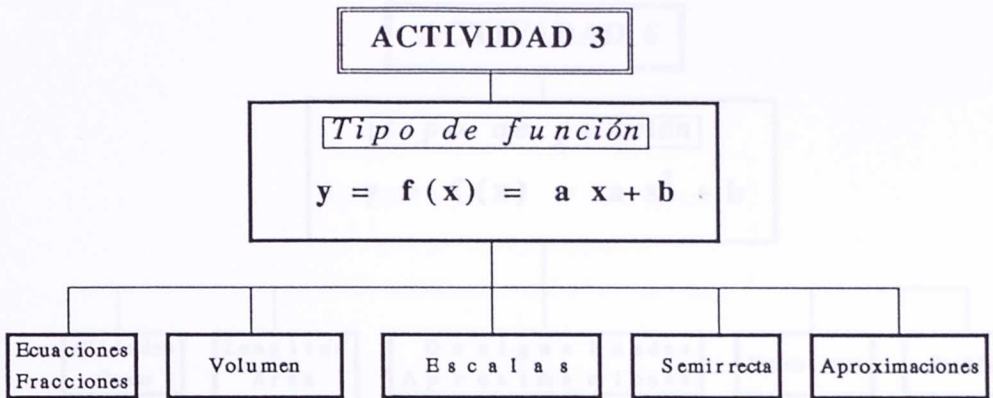 ACTIVIDAD 3
Tipo de función
y = f (x) = a x + b
Ecuaciones
Fracciones
Volumen
Escalas
Semirrecta
Aproximaciones